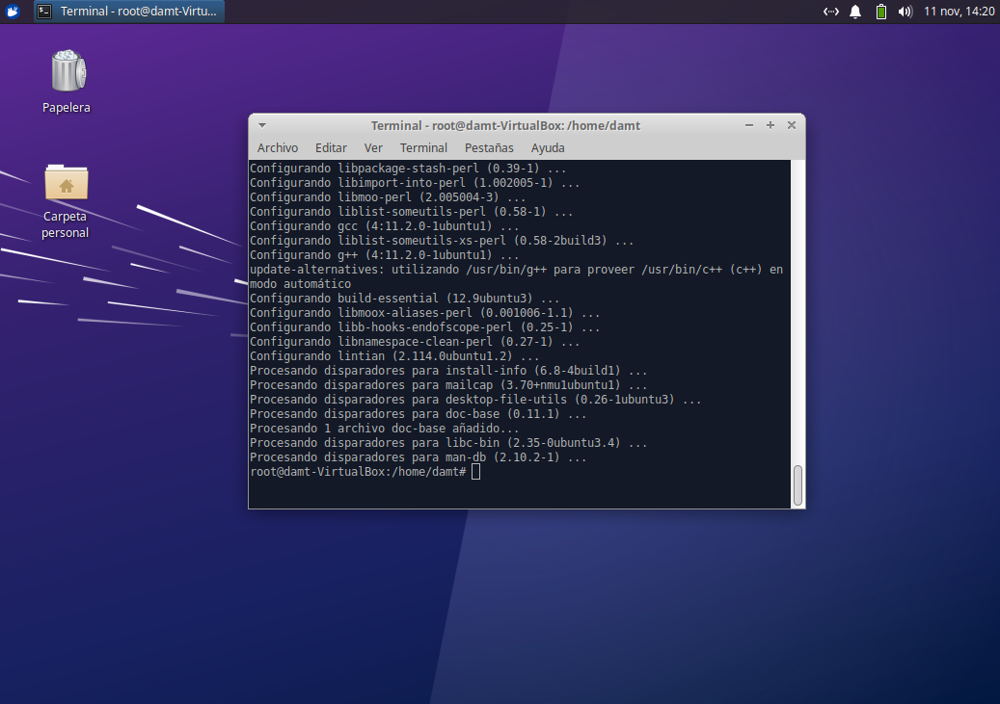 Terminal - root@damt-Virtu...
11 nov, 14:20
Papelera
Carpeta
personal
Terminal - root@damt-VirtualBox: /home/damt
Archivo Editar Ver Terminal Pestañas Ayuda
Configurando libpackage-stash-perl (0.39-1) ...
Configurando libimport-into-perl (1.002005-1) ...
Configurando libmoo-perl (2.005004-3) ...
Configurando liblist-someutils-perl (0.58-1) ...
Configurando gcc (4:11.2.0-1ubuntu1) ...
Configurando liblist-someutils-xs-perl (0.58-2build3) ...
Configurando g++ (4:11.2.0-1ubuntu1) ...
update-alternatives: utilizando /usr/bin/g++ para proveer /usr/bin/c++ (c++) en
modo automático
Configurando build-essential (12.9ubuntu3) ...
Configurando libmoox-aliases-perl (0.001006-1.1) ...
Configurando libb-hooks-endofscope-perl (0.25-1) ...
Configurando libnamespace-clean-perl (0.27-1) ...
Configurando lintian (2.114.0ubuntu1.2) ...
Procesando disparadores para install-info (6.8-4build1) ...
Procesando disparadores para mailcap (3.70+nmu1ubuntu1) ...
Procesando disparadores para desktop-file-utils (0.26-1ubuntu3) ...
Procesando disparadores para doc-base (0.11.1) ...
Procesando 1 archivo doc-base añadido...
Procesando disparadores para libc-bin (2.35-0ubuntu3.4) ...
Procesando disparadores para man-db (2.10.2-1) ...
root@damt-VirtualBox:/home/damt#